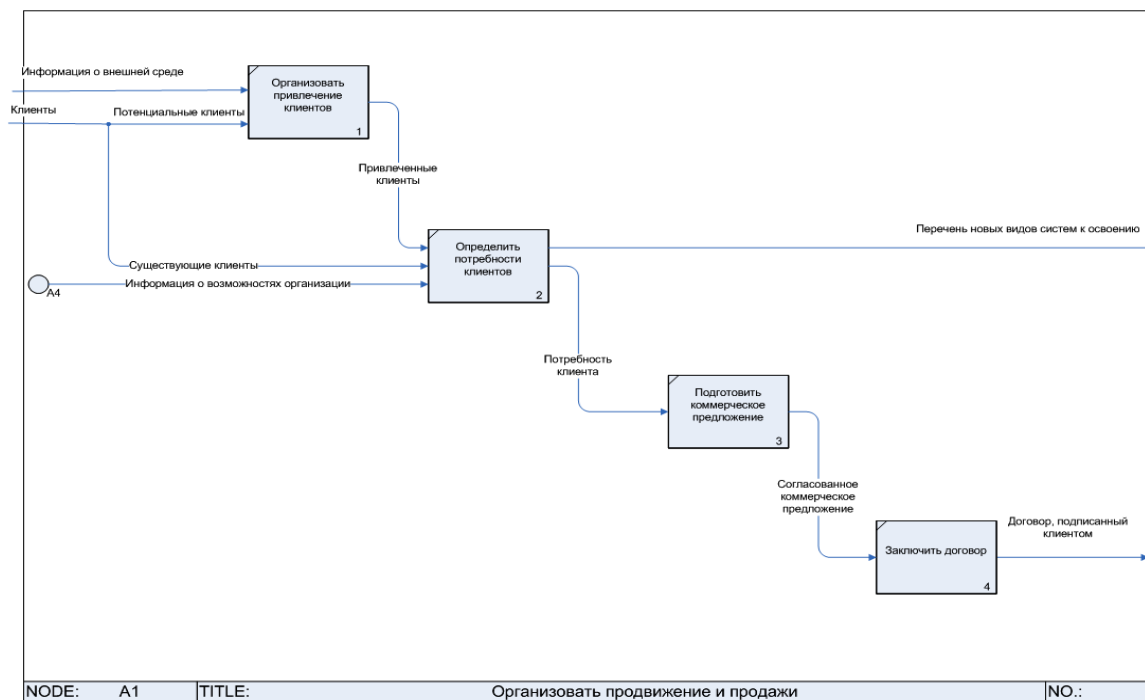 Информация о внешней среде
Клиенты
Потенциальные клиенты
Организовать
привлечение
клиентов
1
Привлеченные
клиенты
Существующие клиенты
A4
Информация о возможностях организации
Определить
потребности
клиентов
2
Перечень новых видов систем к освоению
Потребность
клиента
Подготовить
коммерческое
предложение
3
Согласованное
коммерческое
предложение
Заключить договор
4
Договор, подписанный
клиентом
NODE: A1 TITLE: Организовать продвижение и продажи NO.: